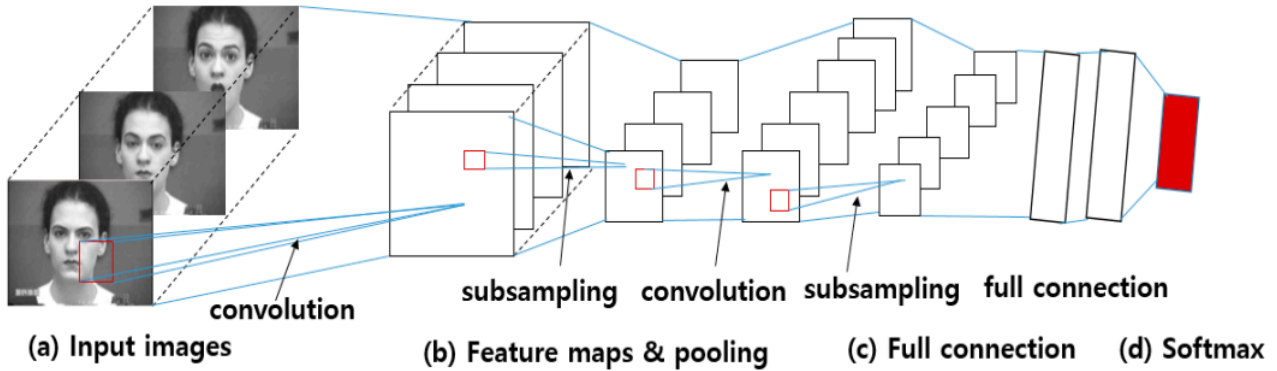 convolution
subsampling
convolution
subsampling
full connection
(a) Input images
(b) Feature maps & pooling
(c) Full connection
(d) Softmax